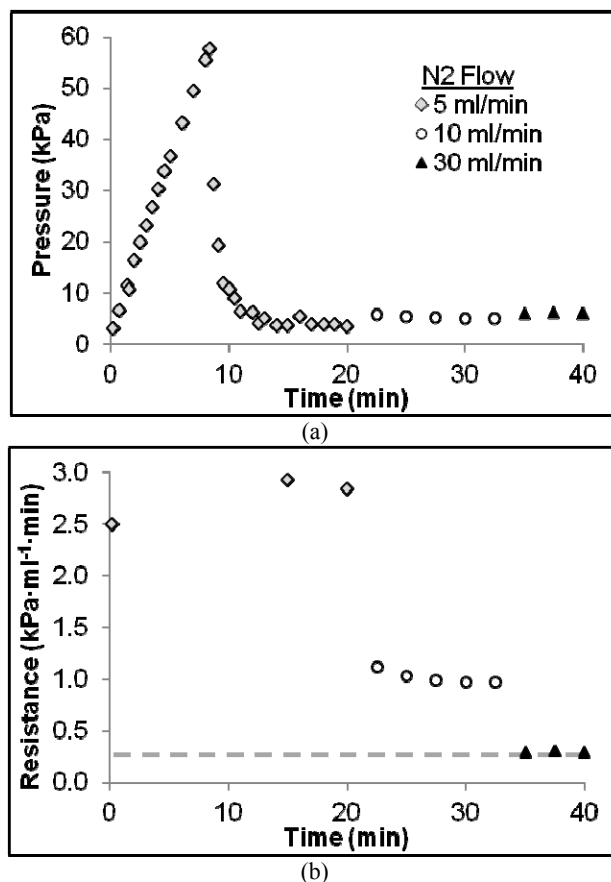 60
50
40
30
20
10
0
Pressure (kPa)
N2 Flow
5 ml/min
10 ml/min
30 ml/min
0 10 20 30 40
Time (min)
(a)
3.0
2.5
2.0
1.5
1.0
0.5
0.0
Resistance (kPa·ml⁻¹·min)
0 10 20 30 40
Time (min)
(b)